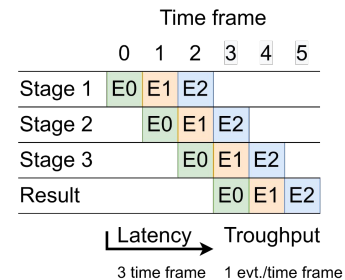 Time frame
0 1 2 3 4 5
Stage 1 E0 E1 E2
Stage 2 E0 E1 E2
Stage 3 E0 E1 E2
Result E0 E1 E2
Latency Troughput
3 time frame 1 evt./time frame